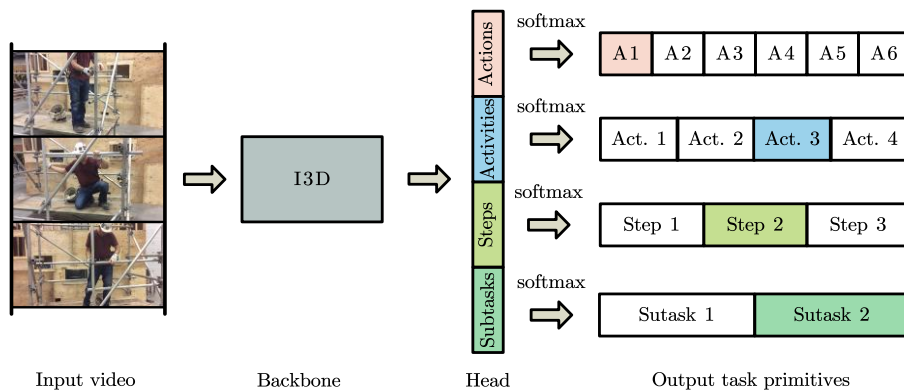 I3D
Actions
Activities
Steps
Subtasks
softmax
A1 A2 A3 A4 A5 A6
softmax
Act. 1 Act. 2 Act. 3 Act. 4
softmax
Step 1 Step 2 Step 3
softmax
Sutask 1 Sutask 2
Input video Backbone Head Output task primitives